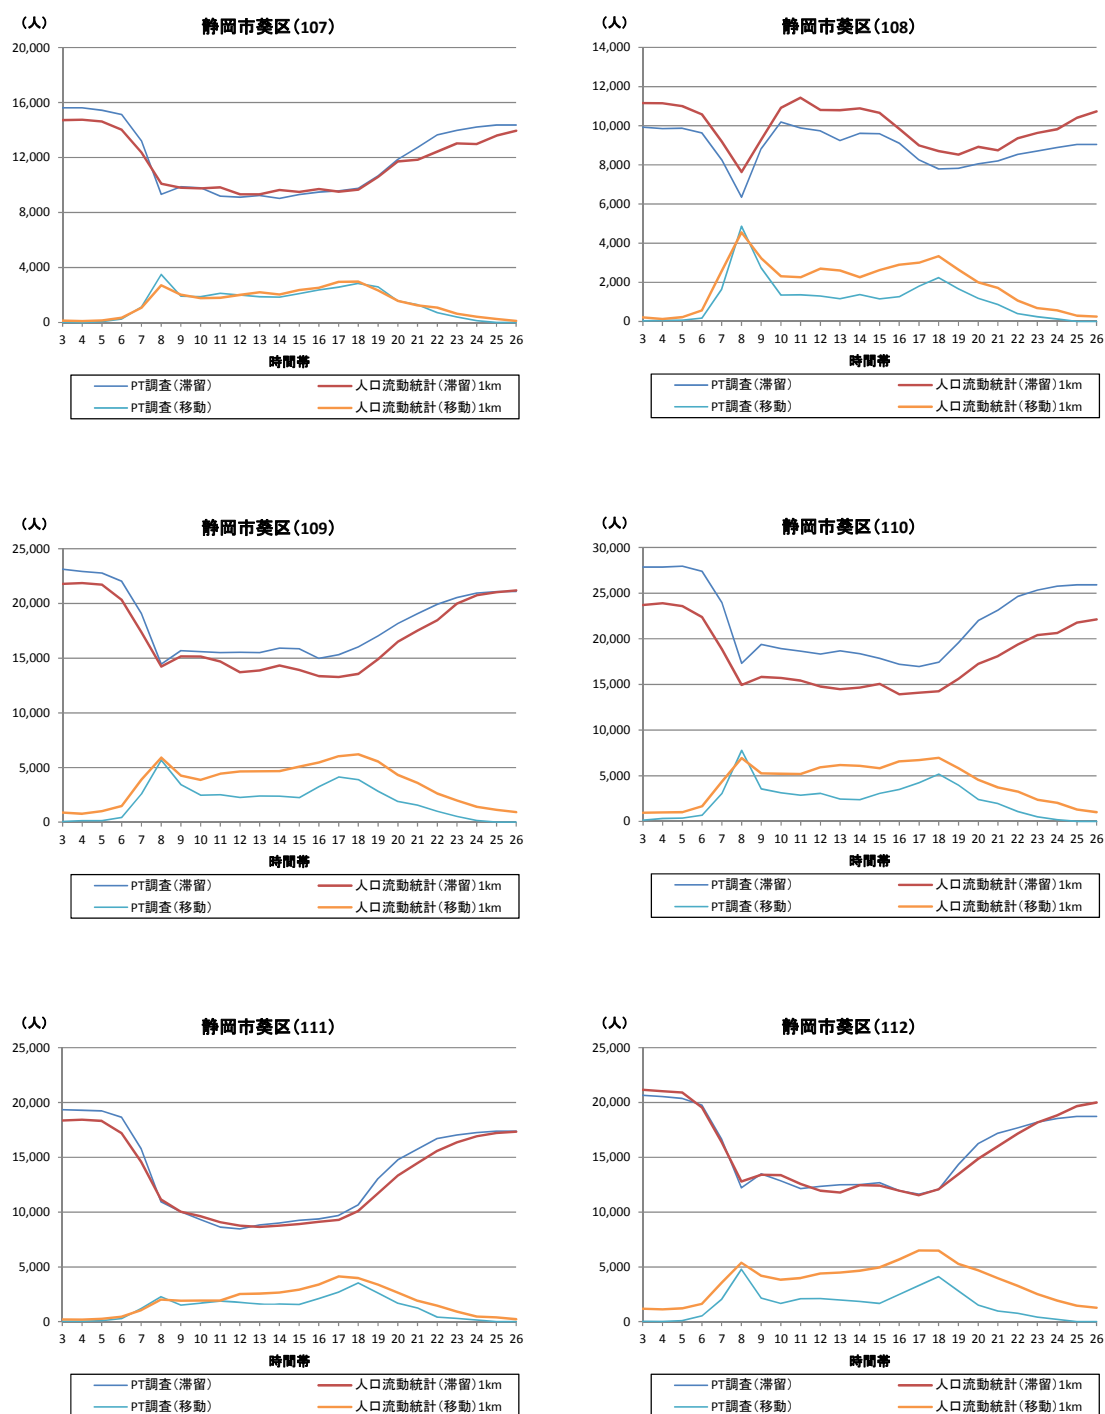 (人)
静岡市葵区(107)
20,000
16,000
12,000
8,000
4,000
0
3 4 5 6 7 8 9 10 11 12 13 14 15 16 17 18 19 20 21 22 23 24 25 26
時間帯
PT調査(滞留) 人口流動統計(滞留)1km
PT調査(移動) 人口流動統計(移動)1km
(人)
静岡市葵区(108)
14,000
12,000
10,000
8,000
6,000
4,000
2,000
0
3 4 5 6 7 8 9 10 11 12 13 14 15 16 17 18 19 20 21 22 23 24 25 26
時間帯
PT調査(滞留) 人口流動統計(滞留)1km
PT調査(移動) 人口流動統計(移動)1km
(人)
静岡市葵区(109)
25,000
20,000
15,000
10,000
5,000
0
3 4 5 6 7 8 9 10 11 12 13 14 15 16 17 18 19 20 21 22 23 24 25 26
時間帯
PT調査(滞留) 人口流動統計(滞留)1km
PT調査(移動) 人口流動統計(移動)1km
(人)
静岡市葵区(110)
30,000
25,000
20,000
15,000
10,000
5,000
0
3 4 5 6 7 8 9 10 11 12 13 14 15 16 17 18 19 20 21 22 23 24 25 26
時間帯
PT調査(滞留) 人口流動統計(滞留)1km
PT調査(移動) 人口流動統計(移動)1km
(人)
静岡市葵区(111)
25,000
20,000
15,000
10,000
5,000
0
3 4 5 6 7 8 9 10 11 12 13 14 15 16 17 18 19 20 21 22 23 24 25 26
時間帯
PT調査(滞留) 人口流動統計(滞留)1km
PT調査(移動) 人口流動統計(移動)1km
(人)
静岡市葵区(112)
25,000
20,000
15,000
10,000
5,000
0
3 4 5 6 7 8 9 10 11 12 13 14 15 16 17 18 19 20 21 22 23 24 25 26
時間帯
PT調査(滞留) 人口流動統計(滞留)1km
PT調査(移動) 人口流動統計(移動)1km